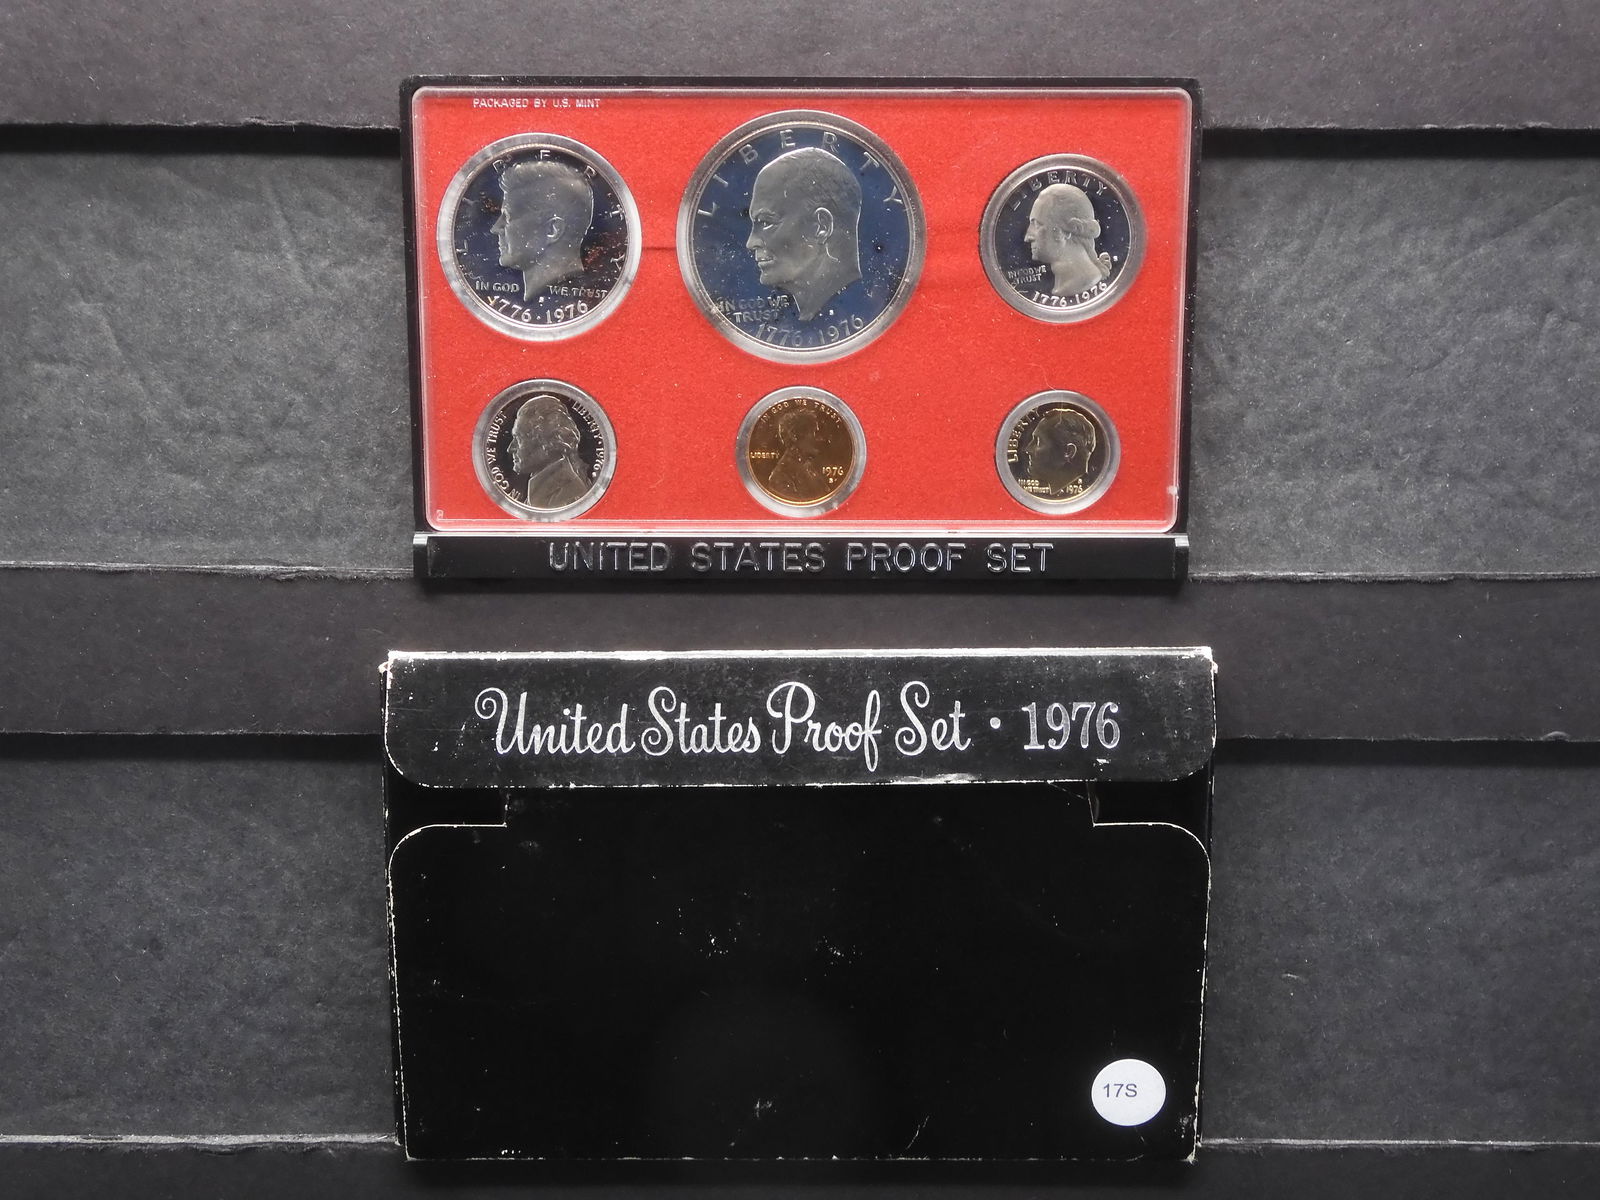 PACKAGED BY U.S. MINT
LIBERTY
IN GOD WE TRUST
S
1776·1976
LIBERTY
IN GOD WE
TRUST
S
1776·1976
LIBERTY
S
IN GOD WE
TRUST
1776·1976
IN GOD WE TRUST
LIBERTY·1976
IN GOD WE TRUST
LIBERTY
1976
S
LIBERTY
IN GOD
WE TRUST
S
1976
UNITED STATES PROOF SET
United States Proof Set · 1976
17S